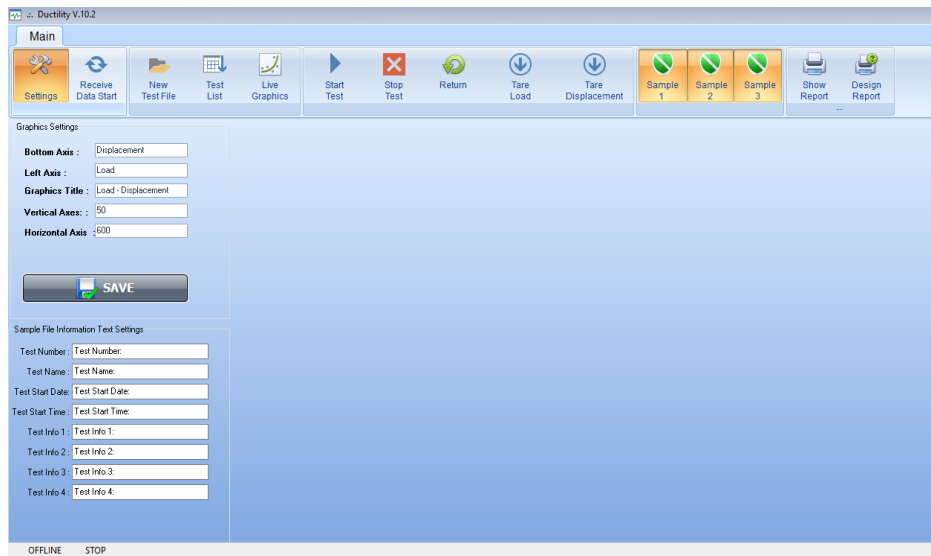 .:. Ductility V.10.2
Main
Settings
Receive Data Start
New Test File
Test List
Live Graphics
Start Test
Stop Test
Return
Tare Load
Tare Displacement
Sample 1
Sample 2
Sample 3
Show Report
Design Report
...
Graphics Settings
Bottom Axis : Displacement
Left Axis : Load
Graphics Title : Load - Displacement
Vertical Axes: : 50
Horizontal Axis : 600
SAVE
Sample File Information Text Settings
Test Number : Test Number:
Test Name : Test Name:
Test Start Date: Test Start Date:
Test Start Time : Test Start Time:
Test Info 1 : Test Info 1:
Test Info 2 : Test Info 2:
Test Info 3 : Test Info 3:
Test Info 4 : Test Info 4:
OFFLINE STOP